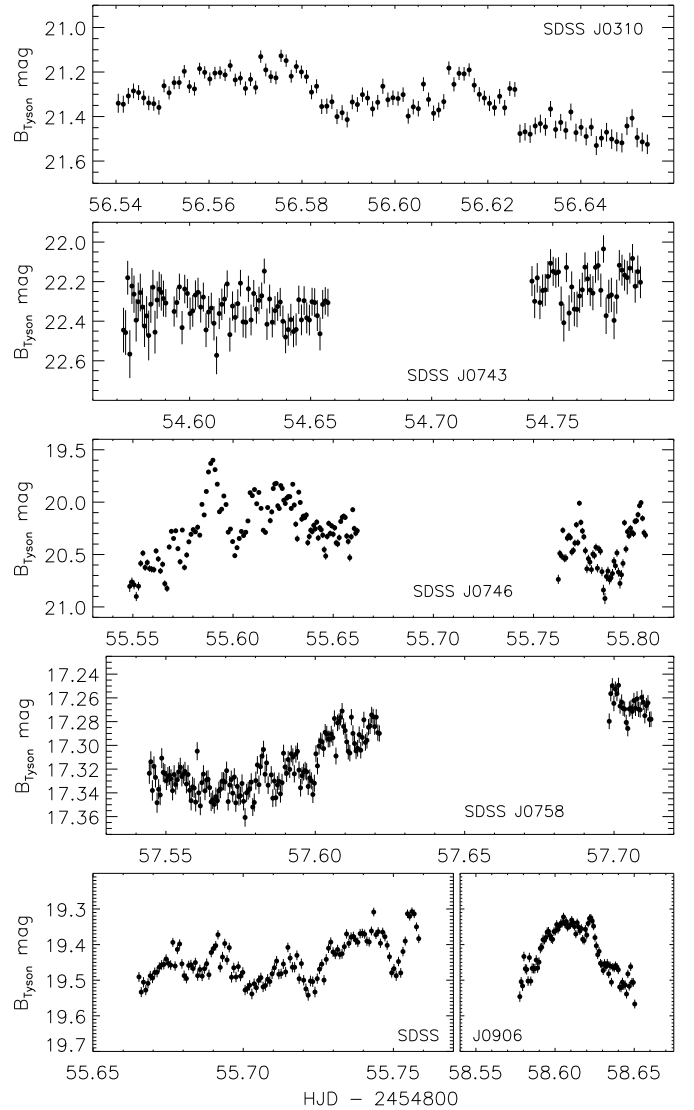 SDSS J0310
21.0
21.2
21.4
21.6
B_Tyson mag
56.54 56.56 56.58 56.60 56.62 56.64
22.0
22.2
22.4
22.6
B_Tyson mag
SDSS J0743
54.60 54.65 54.70 54.75
19.5
20.0
20.5
21.0
B_Tyson mag
SDSS J0746
55.55 55.60 55.65 55.70 55.75 55.80
17.24
17.26
17.28
17.30
17.32
17.34
17.36
B_Tyson mag
SDSS J0758
57.55 57.60 57.65 57.70
19.3
19.4
19.5
19.6
19.7
B_Tyson mag
SDSS J0906
55.65 55.70 55.75 58.55 58.60 58.65
HJD - 2454800